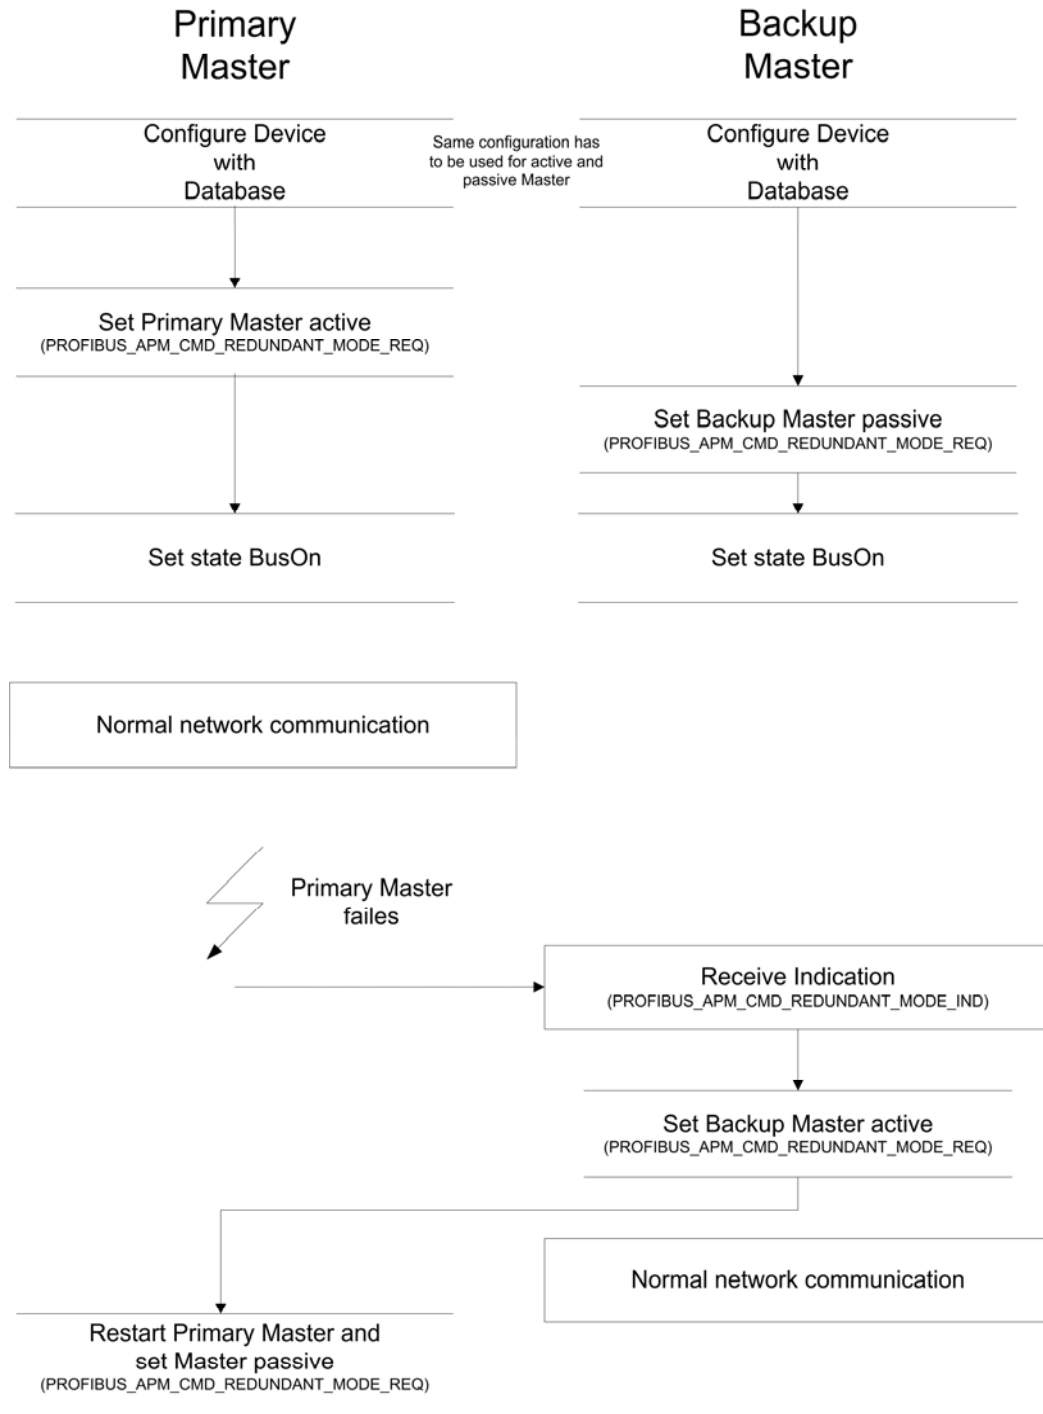 Primary
Master
Backup
Master
Configure Device
with
Database
Same configuration has
to be used for active and
passive Master
Configure Device
with
Database
Set Primary Master active
(PROFIBUS_APM_CMD_REDUNDANT_MODE_REQ)
Set Backup Master passive
(PROFIBUS_APM_CMD_REDUNDANT_MODE_REQ)
Set state BusOn
Set state BusOn
Normal network communication
Primary Master
failes
Receive Indication
(PROFIBUS_APM_CMD_REDUNDANT_MODE_IND)
Set Backup Master active
(PROFIBUS_APM_CMD_REDUNDANT_MODE_REQ)
Normal network communication
Restart Primary Master and
set Master passive
(PROFIBUS_APM_CMD_REDUNDANT_MODE_REQ)